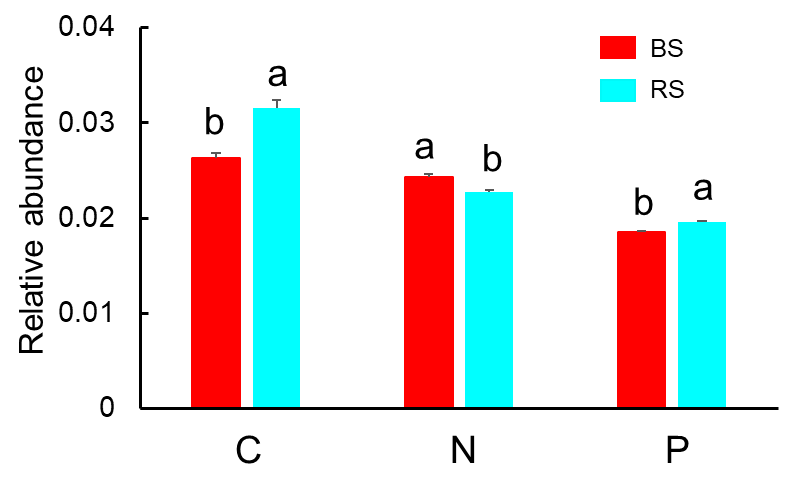 0.04
0.03
0.02
0.01
0
Relative abundance
BS
RS
b
a
a
b
b
a
C
N
P